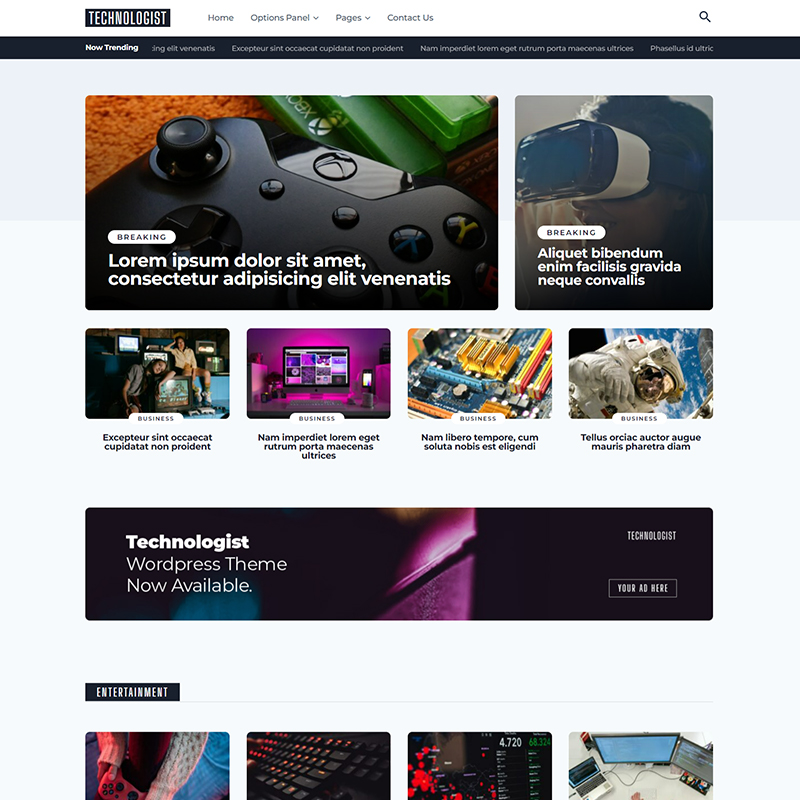 TECHNOLOGIST
Home Options Panel Pages Contact Us
Now Trending
elit venenatis Excepteur sint occaecat cupidatat non proident Nam imperdiet lorem eget rutrum porta maecenas ultrices Phasellus id ultric
XBOX
Y
X
B
A
BREAKING
Lorem ipsum dolor sit amet,
consectetur adipisicing elit venenatis
BREAKING
Aliquet bibendum
enim facilisis gravida
neque convallis
BUSINESS
Excepteur sint occaecat
cupidatat non proident
BUSINESS
Nam imperdiet lorem eget
rutrum porta maecenas
ultrices
BUSINESS
Nam libero tempore, cum
soluta nobis est eligendi
BUSINESS
Tellus orciac auctor augue
mauris pharetra diam
Technologist
Wordpress Theme
Now Available.
TECHNOLOGIST
YOUR AD HERE
ENTERTAINMENT
4.720 68.324